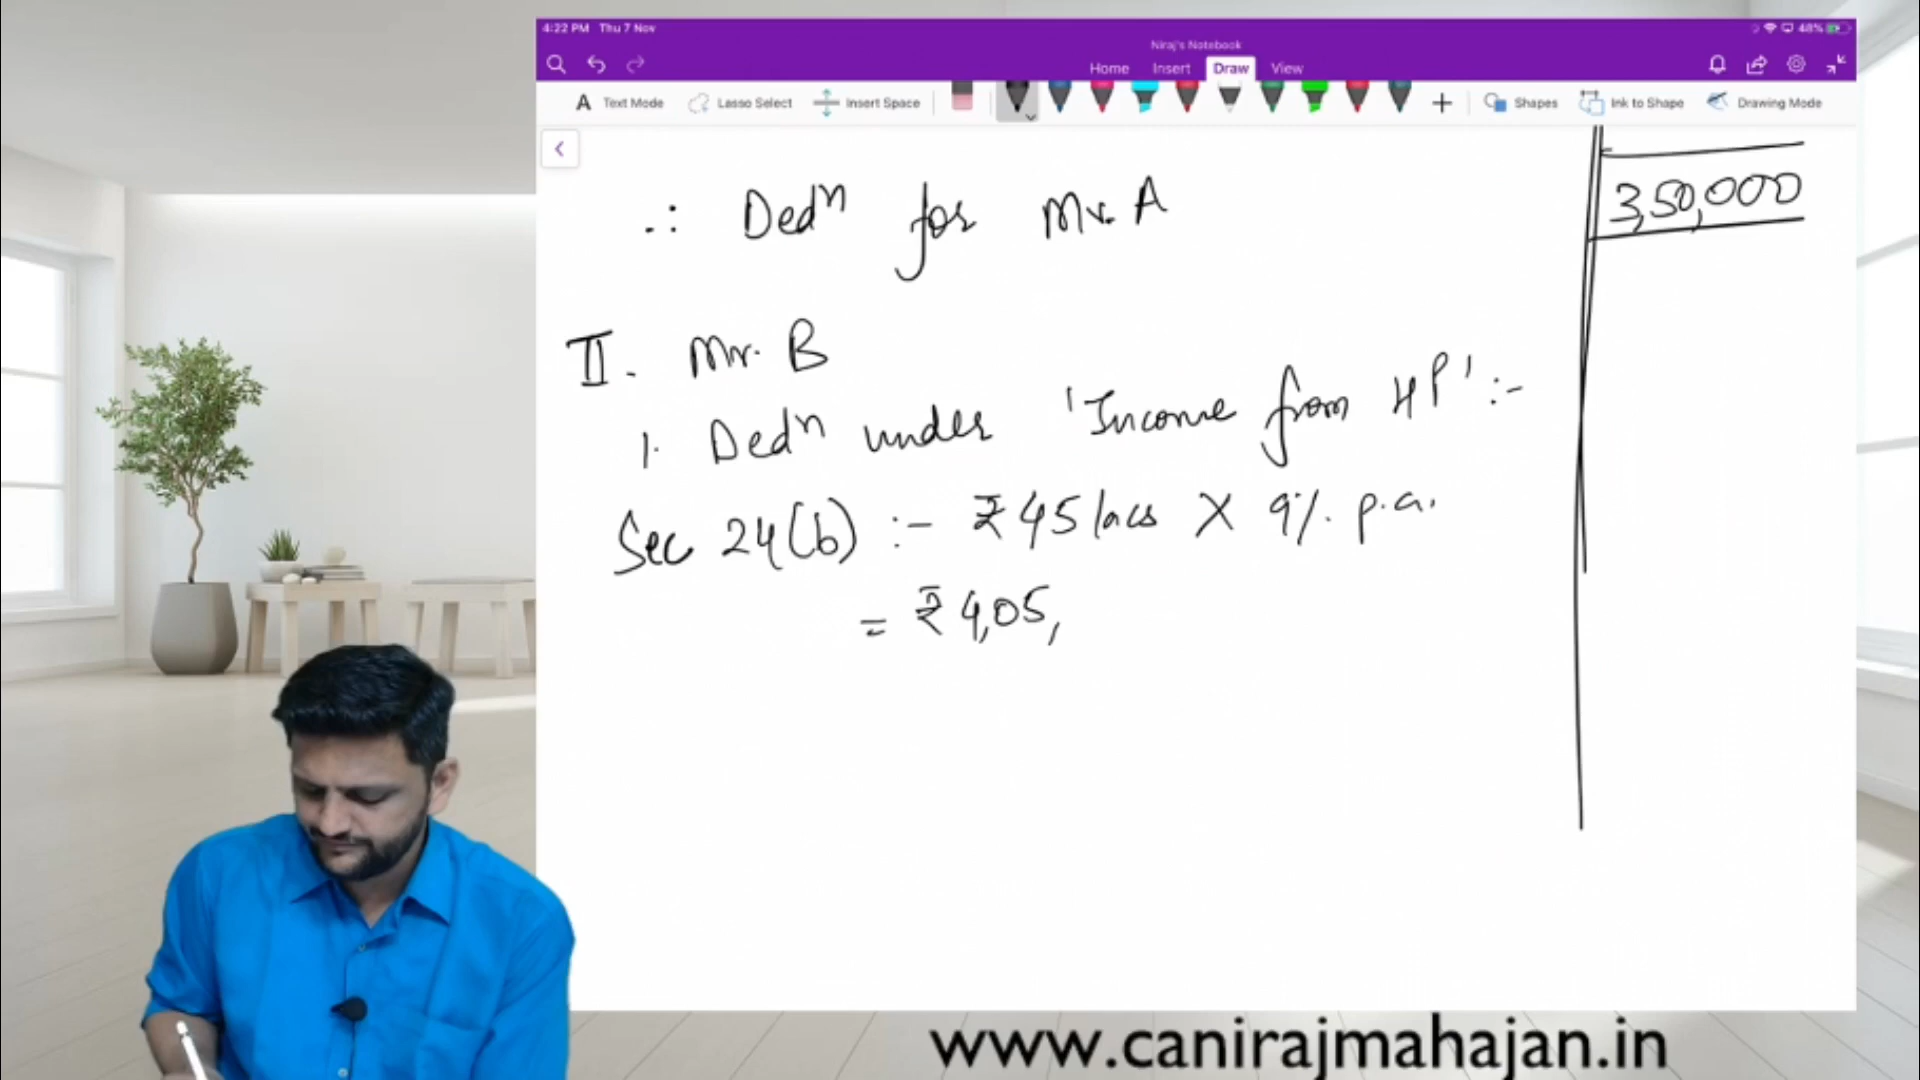 4:22 PM Thu 7 Nov
48%
Niraj's Notebook
Home Insert Draw View
Text Mode Lasso Select Insert Space Shapes Ink to Shape Drawing Mode
3,50,000
∴ Dedⁿ for Mr. A
II. Mr. B
1. Dedⁿ under 'Income from HP' :-
Sec 24(b) :- ₹45 lacs X 9% p.a.
= ₹4,05,
www.canirajmahajan.in